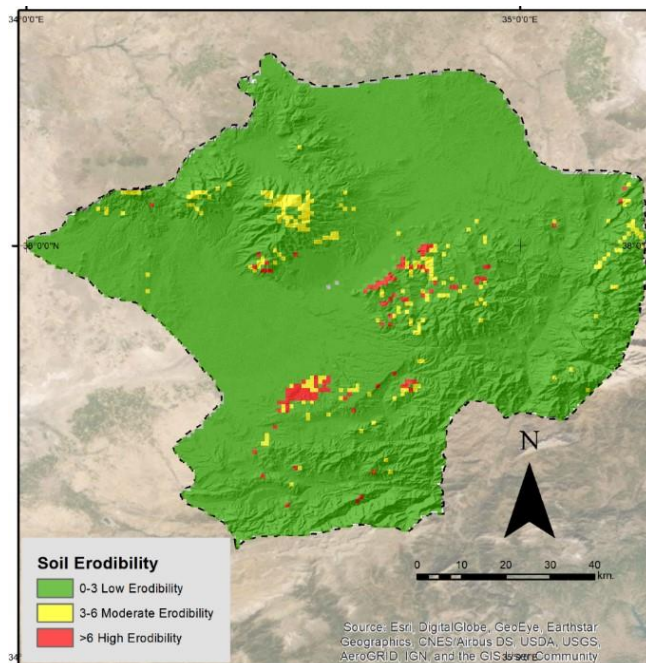 34°0'0"E
35°0'0"E
38°0'0"N
38°0'
N
Soil Erodibility
0-3 Low Erodibility
3-6 Moderate Erodibility
>6 High Erodibility
0 10 20 30 40
km.
Source: Esri, DigitalGlobe, GeoEye, Earthstar
Geographics, CNES/Airbus DS, USDA, USGS,
AeroGRID, IGN, and the GIS User Community
34°